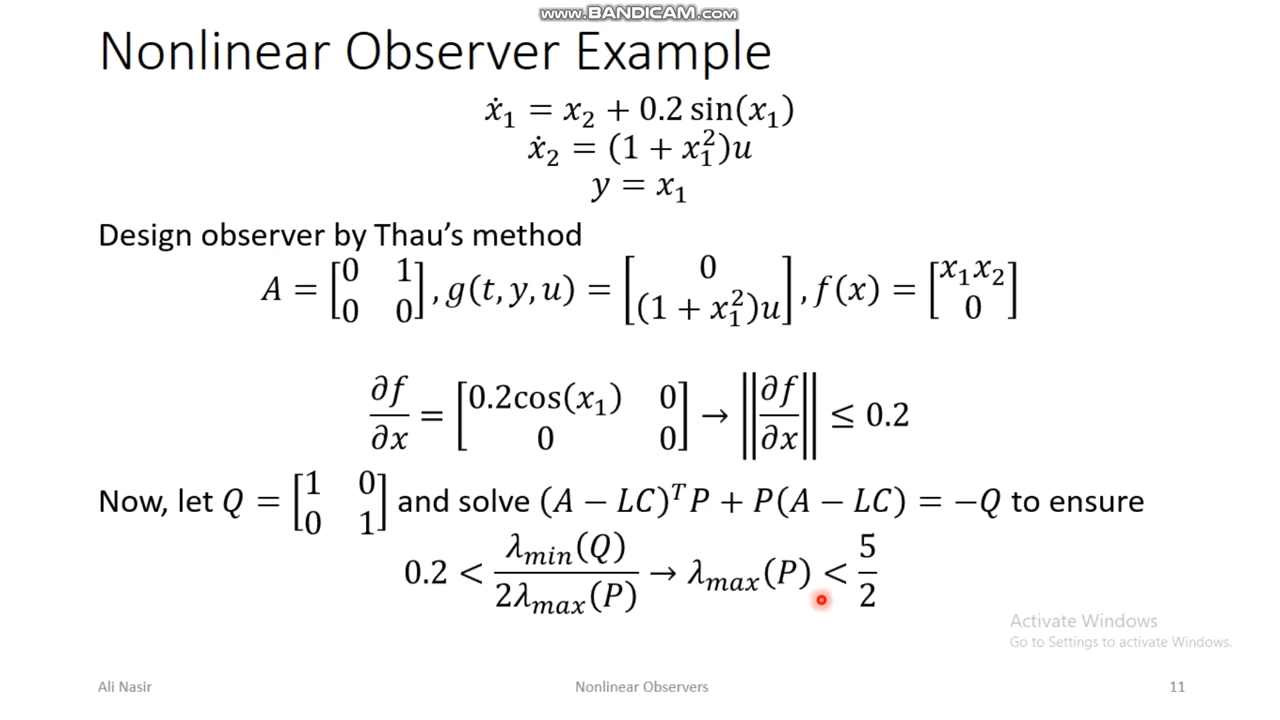 www.BANDICAM.com
Nonlinear Observer Example
ẋ₁ = x₂ + 0.2 sin(x₁)
ẋ₂ = (1 + x₁²)u
y = x₁
Design observer by Thau's method
A = [0 1; 0 0], g(t, y, u) = [0; (1 + x₁²)u], f(x) = [x₁x₂; 0]
∂f/∂x = [0.2cos(x₁) 0; 0 0] → ‖∂f/∂x‖ ≤ 0.2
Now, let Q = [1 0; 0 1] and solve (A − LC)ᵀP + P(A − LC) = −Q to ensure
0.2 < λmin(Q)/2λmax(P) → λmax(P) < 5/2
Activate Windows
Go to Settings to activate Windows.
Ali Nasir
Nonlinear Observers
11